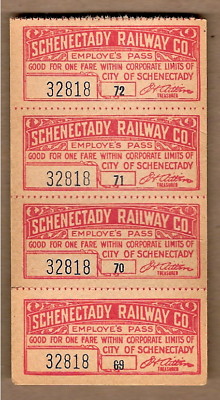 SCHENECTADY RAILWAY CO.
EMPLOYE'S PASS
GOOD FOR ONE FARE WITHIN CORPORATE LIMITS OF
CITY OF SCHENECTADY
32818 72
TREASURER
SCHENECTADY RAILWAY CO.
EMPLOYE'S PASS
GOOD FOR ONE FARE WITHIN CORPORATE LIMITS OF
CITY OF SCHENECTADY
32818 71
TREASURER
SCHENECTADY RAILWAY CO.
EMPLOYE'S PASS
GOOD FOR ONE FARE WITHIN CORPORATE LIMITS OF
CITY OF SCHENECTADY
32818 70
TREASURER
SCHENECTADY RAILWAY CO.
EMPLOYE'S PASS
GOOD FOR ONE FARE WITHIN CORPORATE LIMITS OF
CITY OF SCHENECTADY
32818 69
TREASURER